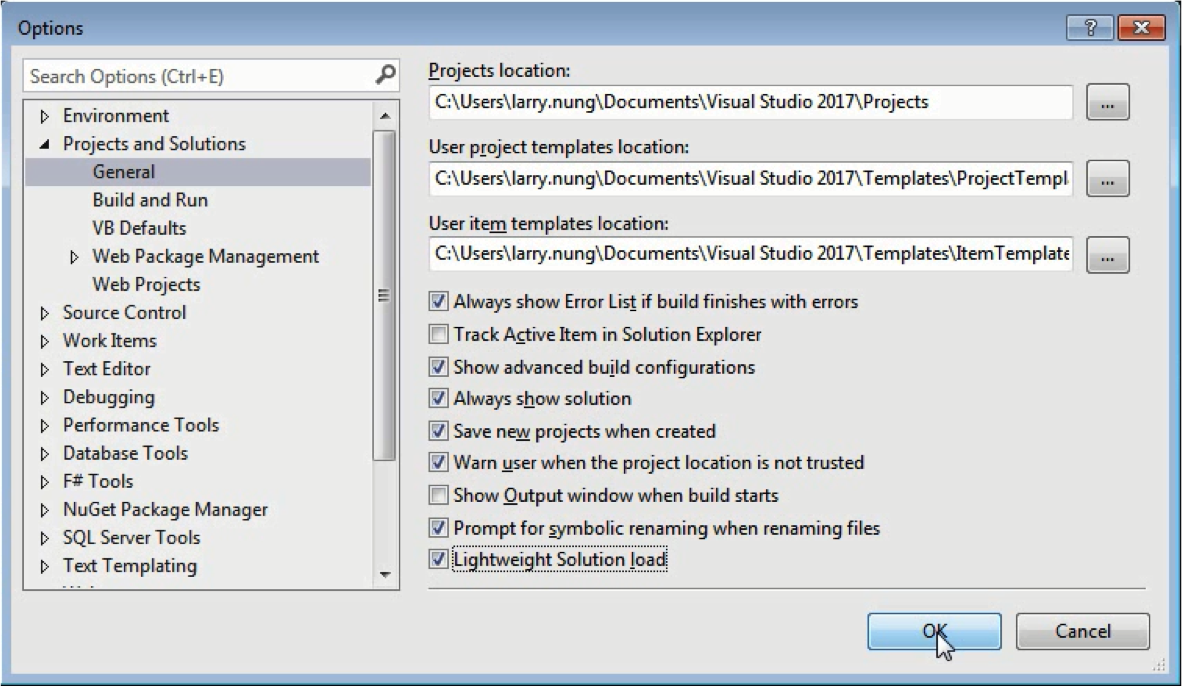 Options
Search Options (Ctrl+E)
Environment
Projects and Solutions
General
Build and Run
VB Defaults
Web Package Management
Web Projects
Source Control
Work Items
Text Editor
Debugging
Performance Tools
Database Tools
F# Tools
NuGet Package Manager
SQL Server Tools
Text Templating
Projects location:
C:\Users\larry.nung\Documents\Visual Studio 2017\Projects
...
User project templates location:
C:\Users\larry.nung\Documents\Visual Studio 2017\Templates\ProjectTempl
...
User item templates location:
C:\Users\larry.nung\Documents\Visual Studio 2017\Templates\ItemTemplate
...
Always show Error List if build finishes with errors
Track Active Item in Solution Explorer
Show advanced build configurations
Always show solution
Save new projects when created
Warn user when the project location is not trusted
Show Output window when build starts
Prompt for symbolic renaming when renaming files
Lightweight Solution load
OK
Cancel